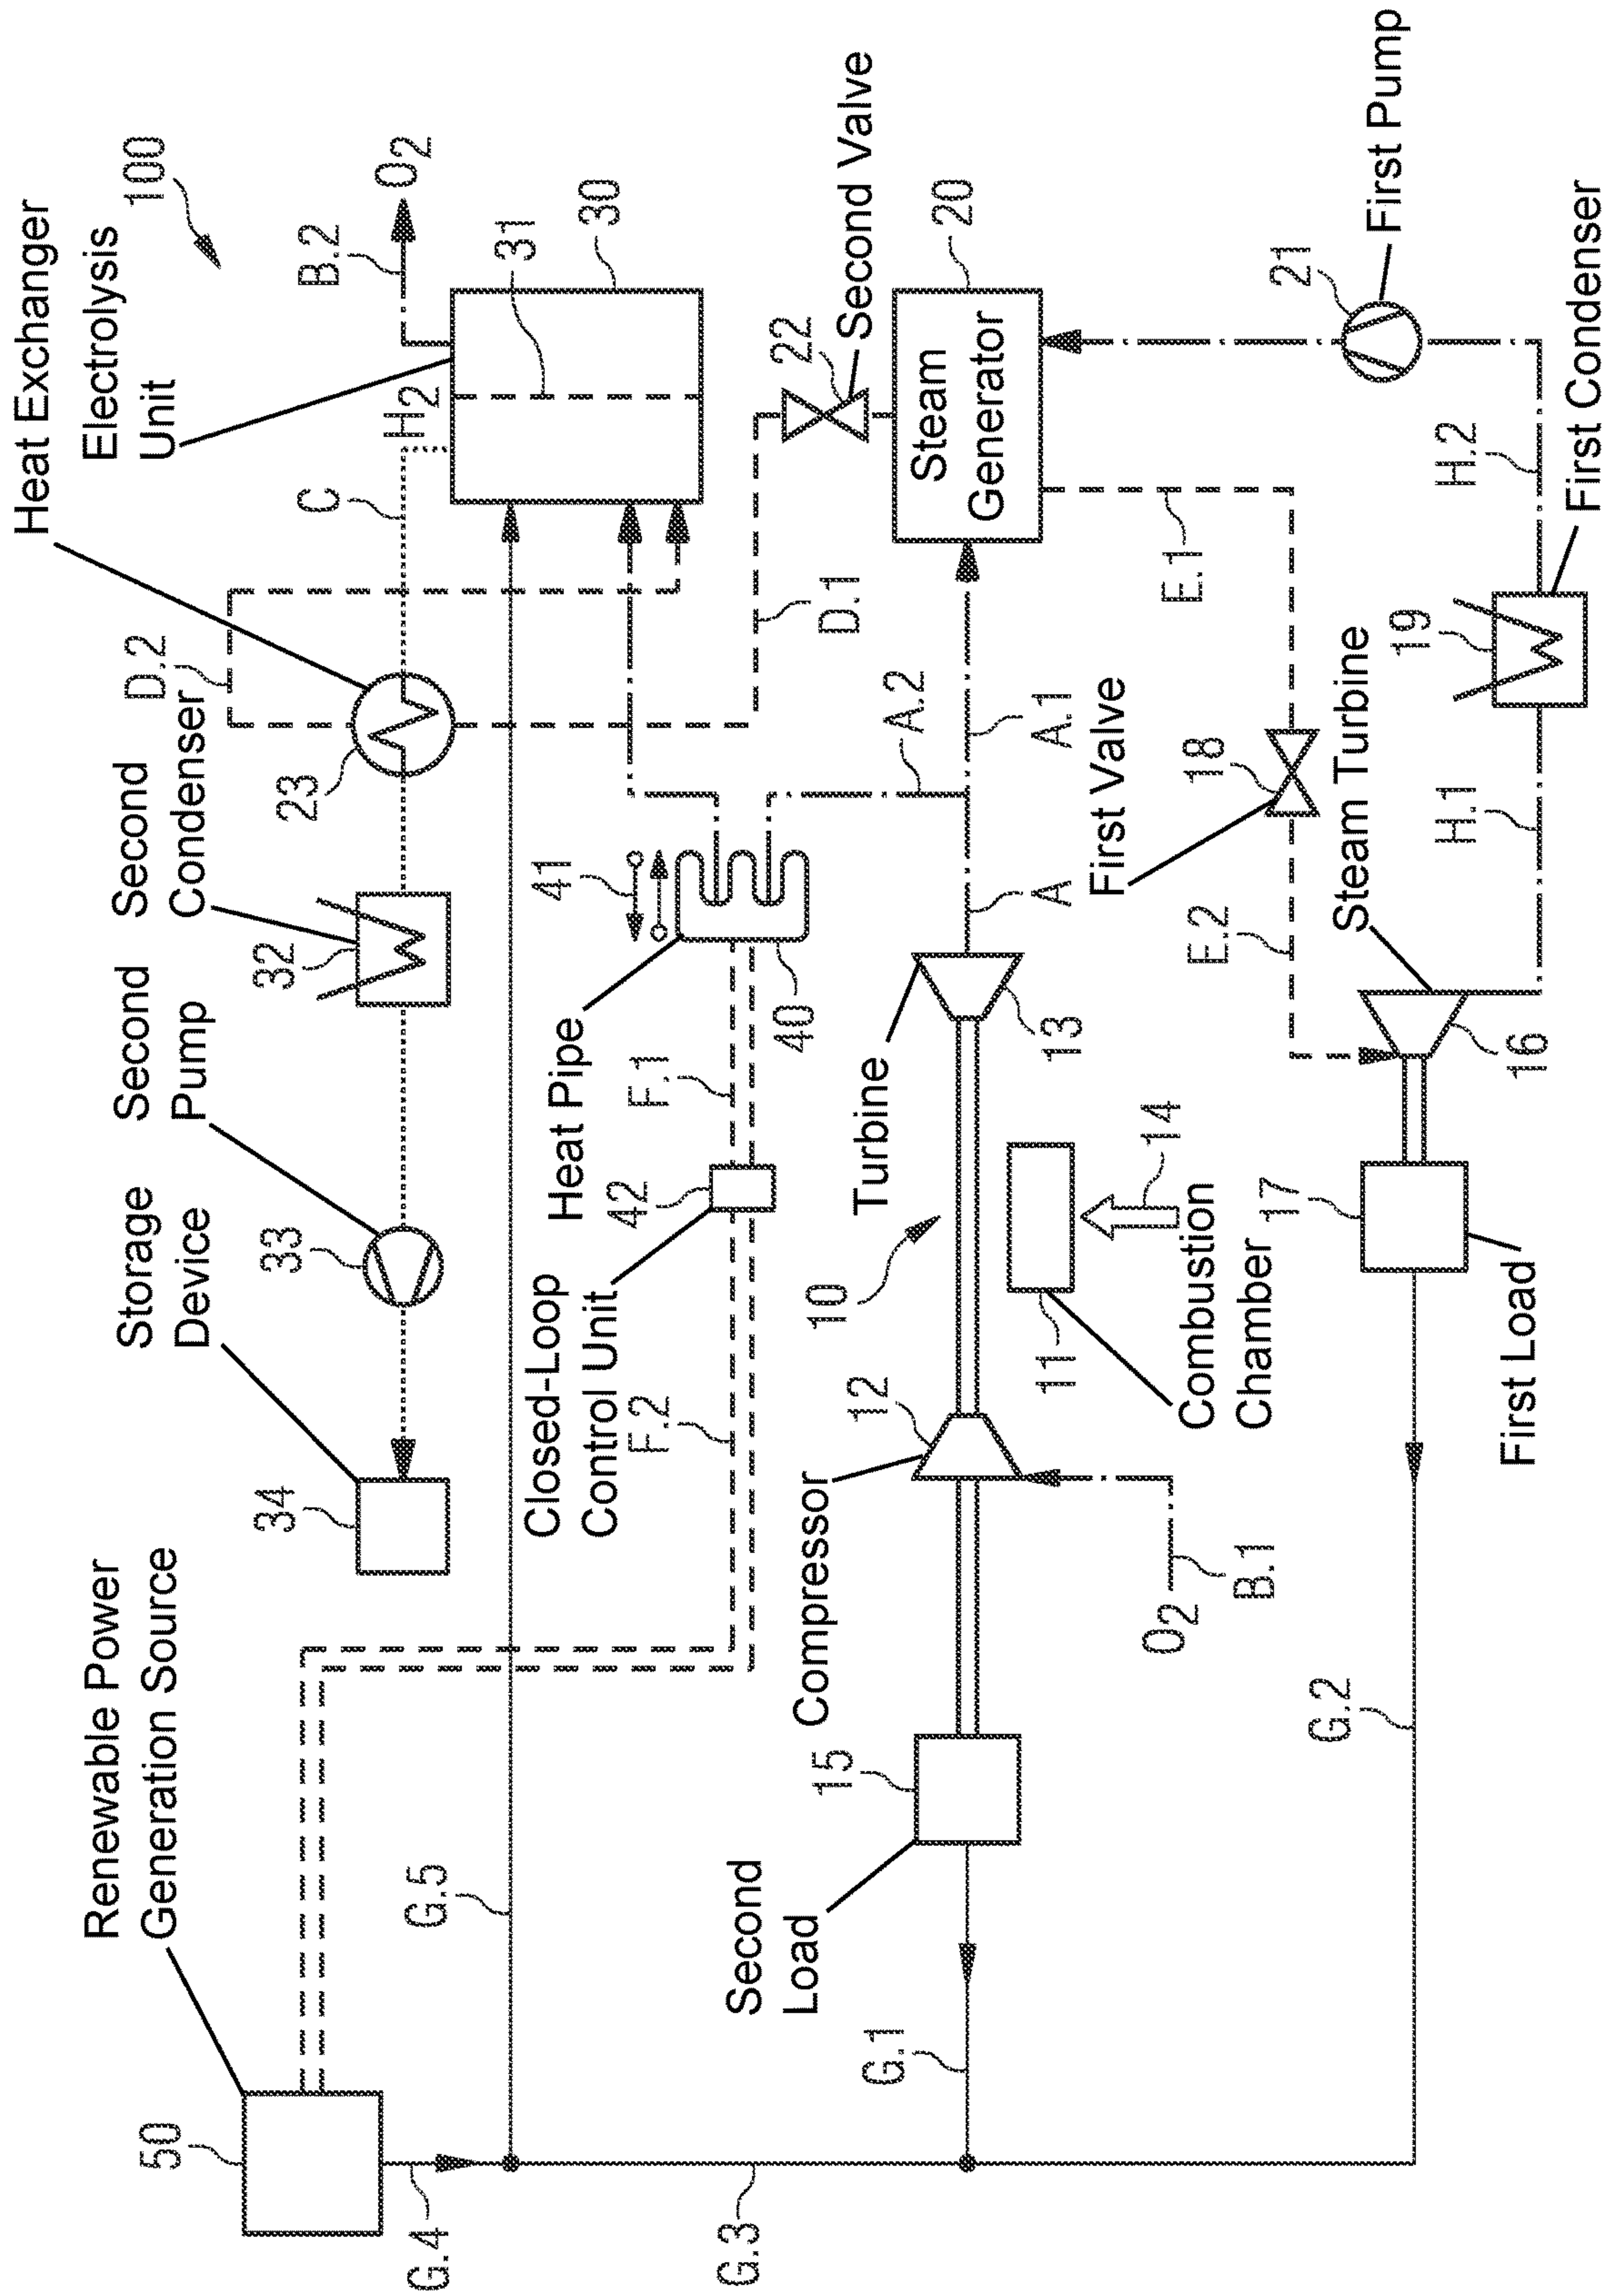 100
Heat Exchanger
Electrolysis
Unit
B.2
O2
C
H2
31
30
D.2
Second
Condenser
23
32
Second
Pump
33
Storage
Device
34
Renewable Power
Generation Source
50
G.4
G.5
G.3
41
Heat Pipe
40
F.1
42
Closed-Loop
Control Unit
F.2
22
Second Valve
D.1
20
Steam
Generator
A.2
A.1
A
Turbine
13
10
12
Compressor
11
14
Combustion
Chamber
O2
B.1
15
Second
Load
G.1
E.1
First Valve
18
E.2
Steam Turbine
16
17
First Load
G.2
21
First Pump
H.2
19
First Condenser
H.1